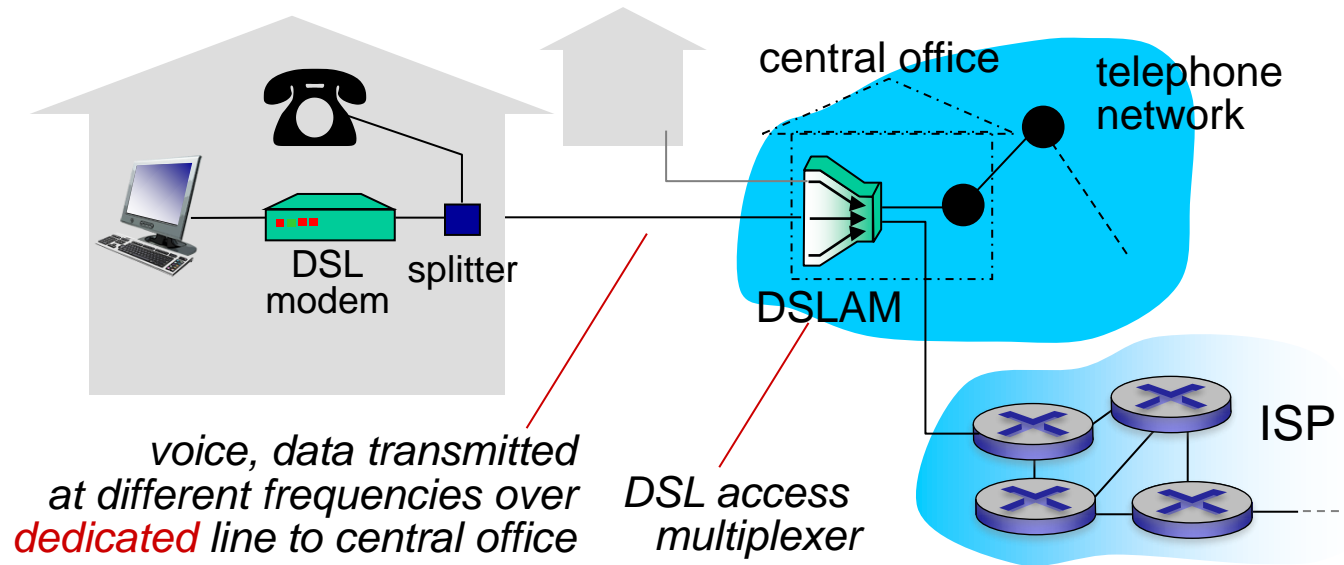 central office
telephone
network
DSL
modem
splitter
DSLAM
ISP
voice, data transmitted
at different frequencies over
dedicated line to central office
DSL access
multiplexer